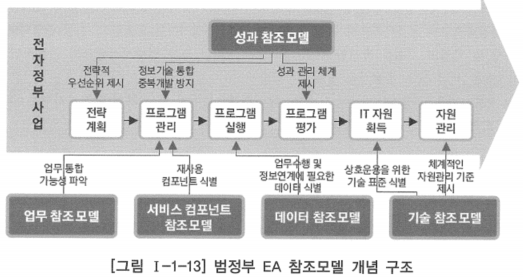 전자정부사업
성과 참조모델
전략적
우선순위 제시
정보기술 통합
중복개발 방지
성과 관리 체계
제시
전략
계획
프로그램
관리
프로그램
실행
프로그램
평가
IT 자원
획득
자원
관리
업무 통합
가능성 파악
재사용
컴포넌트 식별
업무수행 및
정보연계에 필요한
데이터 식별
상호운용을 위한
기술 표준 식별
체계적인
자원관리 기준
제시
업무 참조모델
서비스 컴포넌트
참조모델
데이터 참조모델
기술 참조모델
[그림 Ⅰ-1-13] 범정부 EA 참조모델 개념 구조